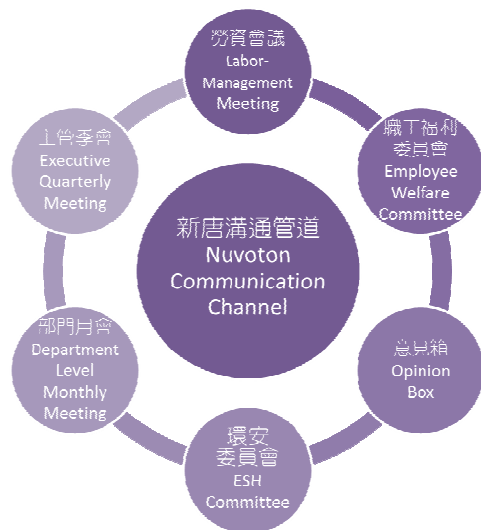 勞資會議
Labor-
Management
Meeting
職工福利
委員會
Employee
Welfare
Committee
意見箱
Opinion
Box
環安
委員會
ESH
Committee
部門月會
Department
Level
Monthly
Meeting
主管季會
Executive
Quarterly
Meeting
新唐溝通管道
Nuvoton
Communication
Channel